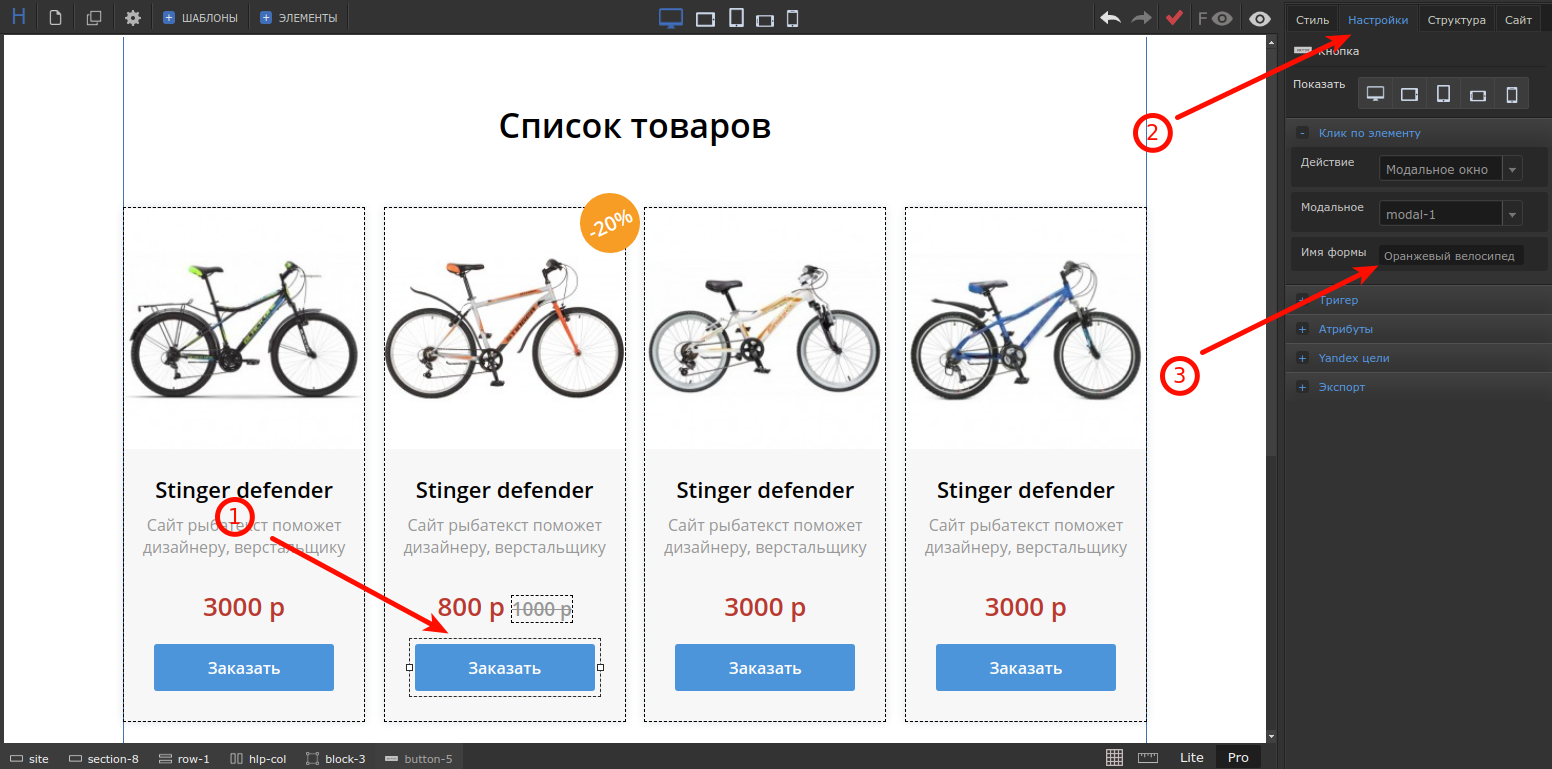 H
ШАБЛОНЫ
ЭЛЕМЕНТЫ
F
Стиль
Настройки
Структура
Сайт
Кнопка
Показать
Клик по элементу
Действие
Модальное окно
Модальное
modal-1
Имя формы
Оранжевый велосипед
Тригер
Атрибуты
Yandex цели
Экспорт
2
3
Список товаров
-20%
Stinger defender
Сайт рыбатекст поможет
дизайнеру, верстальщику
3000 р
Заказать
1
Stinger defender
Сайт рыбатекст поможет
дизайнеру, верстальщику
800 р
1000 р
Заказать
Stinger defender
Сайт рыбатекст поможет
дизайнеру, верстальщику
3000 р
Заказать
Stinger defender
Сайт рыбатекст поможет
дизайнеру, верстальщику
3000 р
Заказать
site
section-8
row-1
hlp-col
block-3
button-5
Lite
Pro